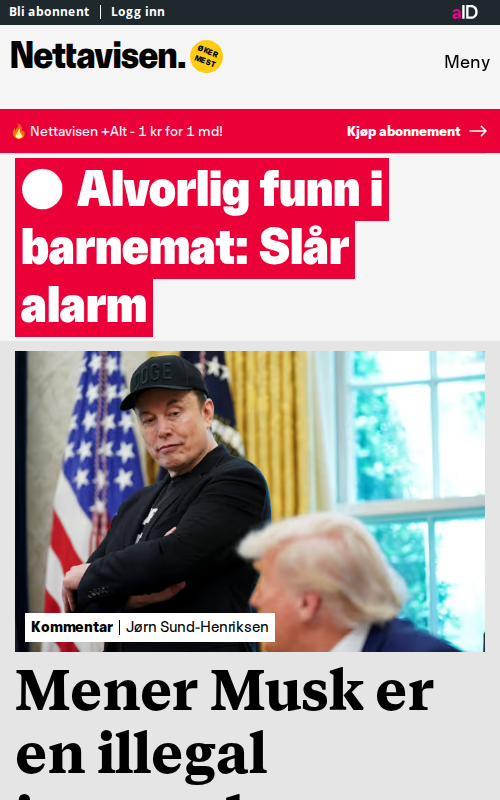 Bli abonnent | Logg inn
aID
Nettavisen.
ØKER
MEST
Meny
Nettavisen +Alt - 1 kr for 1 md!
Kjøp abonnement
Alvorlig funn i
barnemat: Slår
alarm
DOGE
Kommentar | Jørn Sund-Henriksen
Mener Musk er
en illegal